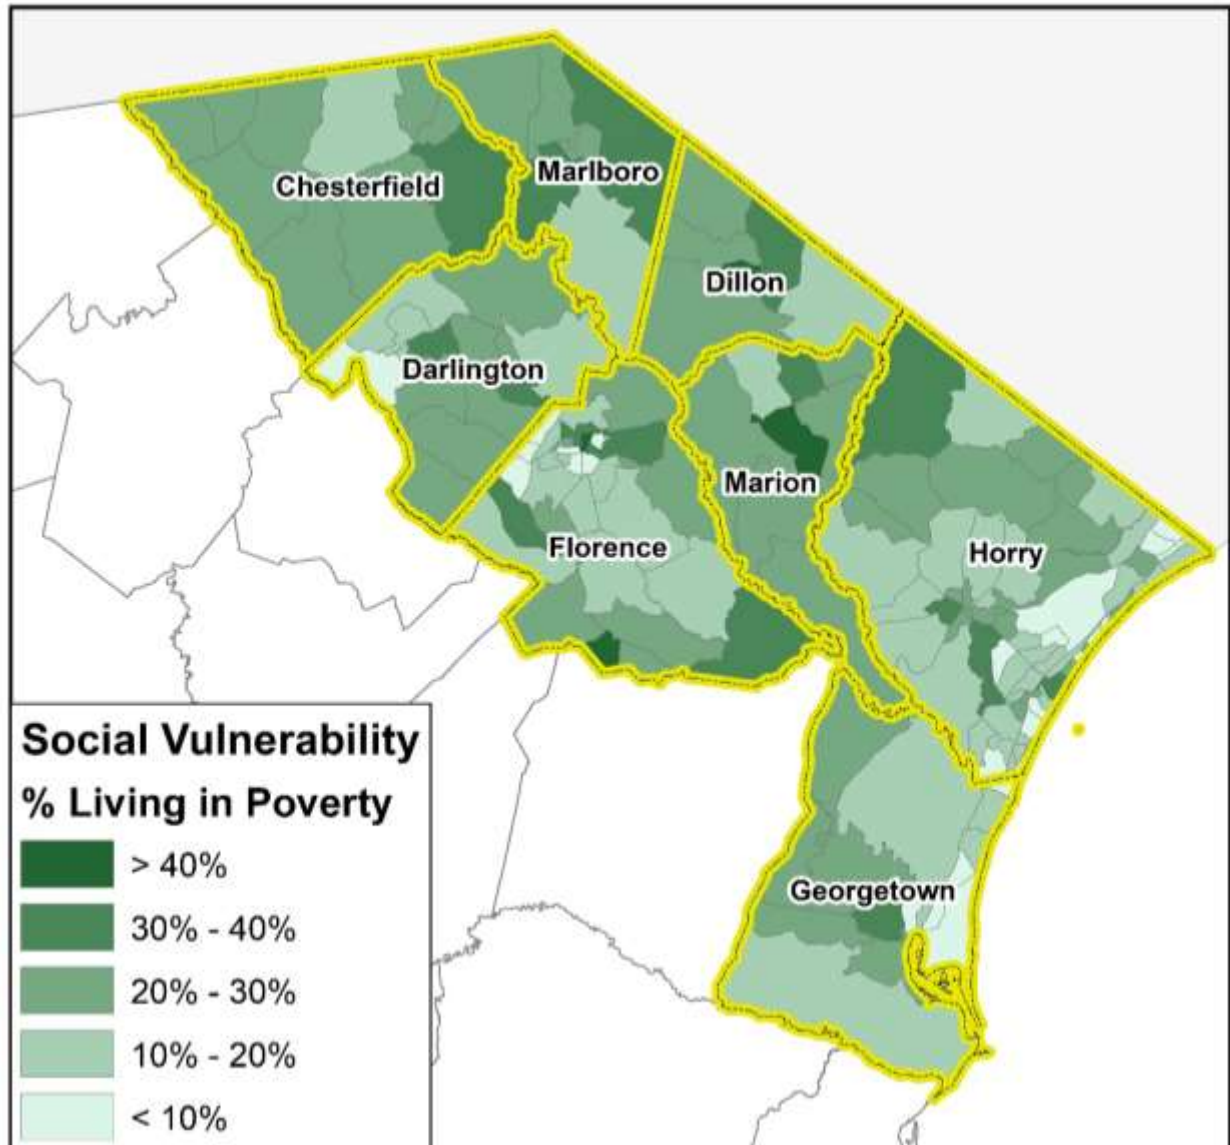 Chesterfield
Marlboro
Dillon
Darlington
Marion
Florence
Horry
Georgetown
Social Vulnerability
% Living in Poverty
> 40%
30% - 40%
20% - 30%
10% - 20%
< 10%